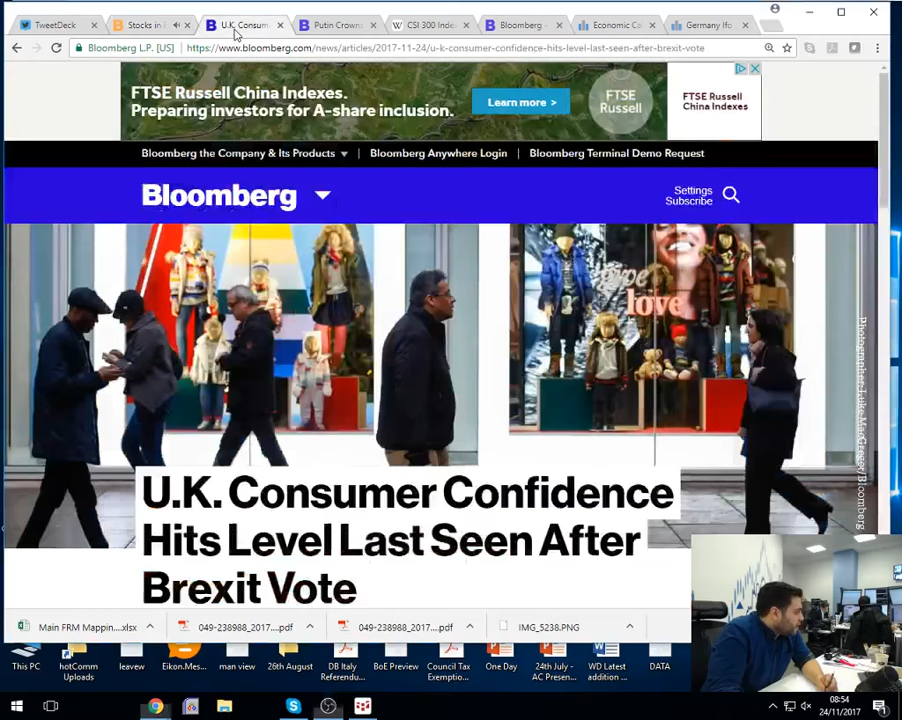 TweetDeck
Stocks in
U.K. Consum
Putin Crown
CSI 300 Inde
Bloomberg -
Economic Ca
Germany Ifo
Bloomberg L.P. [US]
https://www.bloomberg.com/news/articles/2017-11-24/u-k-consumer-confidence-hits-level-last-seen-after-brexit-vote
FTSE Russell China Indexes.
Preparing investors for A-share inclusion.
Learn more >
FTSE
Russell
FTSE Russell
China Indexes
Bloomberg the Company & Its Products
Bloomberg Anywhere Login
Bloomberg Terminal Demo Request
Bloomberg
Settings
Subscribe
love
Photographer: Luke MacGregor/Bloomberg
U.K. Consumer Confidence
Hits Level Last Seen After
Brexit Vote
Main FRM Mappin....xlsx
049-238988_2017....pdf
049-238988_2017....pdf
IMG_5238.PNG
This PC
hotComm
Uploads
leavew
Eikon.Mes...
man view
26th August
DB Italy
Referendu...
BoE Preview
Council Tax
Exemptio...
One Day
24th July -
AC Presen...
WD Latest
addition ...
DATA
08:54
24/11/2017